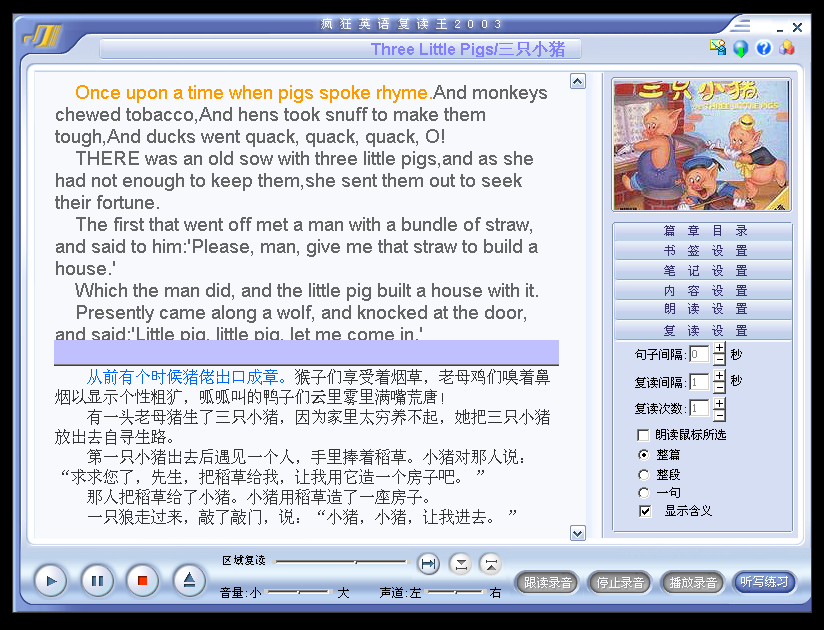 疯狂英语复读王2003
Three Little Pigs/三只小猪
Once upon a time when pigs spoke rhyme.And monkeys
chewed tobacco,And hens took snuff to make them
tough,And ducks went quack, quack, quack, O!
THERE was an old sow with three little pigs,and as she
had not enough to keep them,she sent them out to seek
their fortune.
The first that went off met a man with a bundle of straw,
and said to him:'Please, man, give me that straw to build a
house.'
Which the man did, and the little pig built a house with it.
Presently came along a wolf, and knocked at the door,
and said:'Little pig, little pig, let me come in.'
从前有个时候猪佬出口成章。猴子们享受着烟草，老母鸡们嗅着鼻
烟以显示个性粗犷，呱呱叫的鸭子们云里雾里满嘴荒唐！
有一头老母猪生了三只小猪，因为家里太穷养不起，她把三只小猪
放出去自寻生路。
第一只小猪出去后遇见一个人，手里捧着稻草。小猪对那人说：
“求求您了，先生，把稻草给我，让我用它造一个房子吧。”
那人把稻草给了小猪。小猪用稻草造了一座房子。
一只狼走过来，敲了敲门，说：“小猪，小猪，让我进去。”
三只小猪
THREE LITTLE PIGS
篇章目录
书签设置
笔记设置
内容设置
朗读设置
复读设置
句子间隔: 0 秒
复读间隔: 1 秒
复读次数: 1
朗读鼠标所选
整篇
整段
一句
显示含义
区域复读
音量:小 大 声道:左 右
跟读录音 停止录音 播放录音 听写练习